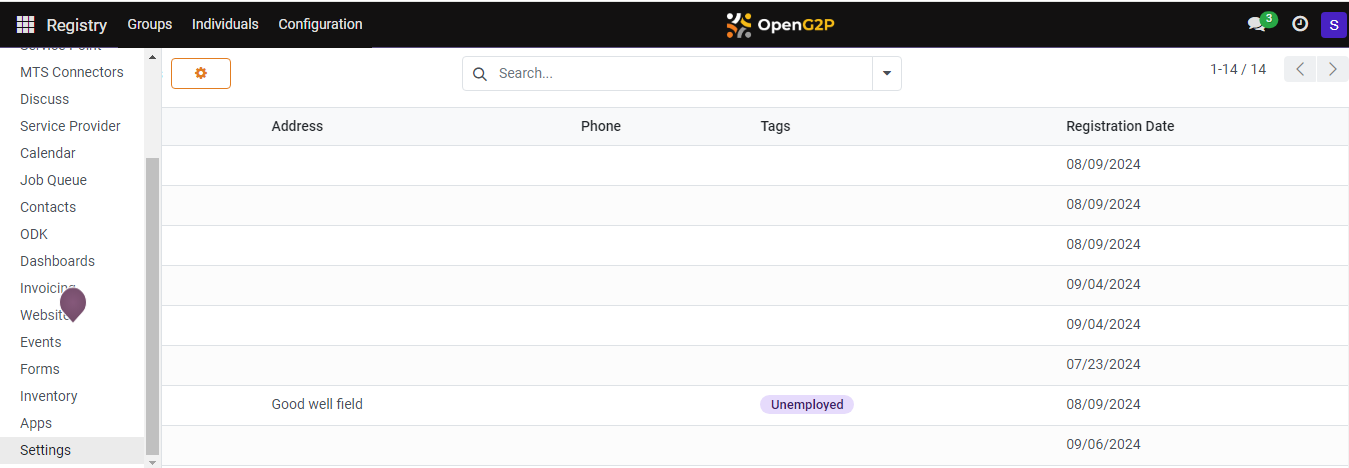 Registry Groups Individuals Configuration OpenG2P 3 S
Service Point
MTS Connectors
Search...
1-14 / 14
Discuss
Service Provider
Address Phone Tags Registration Date
Calendar
08/09/2024
Job Queue
Contacts
08/09/2024
ODK
08/09/2024
Dashboards
Invoicing
09/04/2024
Website
09/04/2024
Events
Forms
07/23/2024
Inventory
Good well field Unemployed 08/09/2024
Apps
Settings
09/06/2024